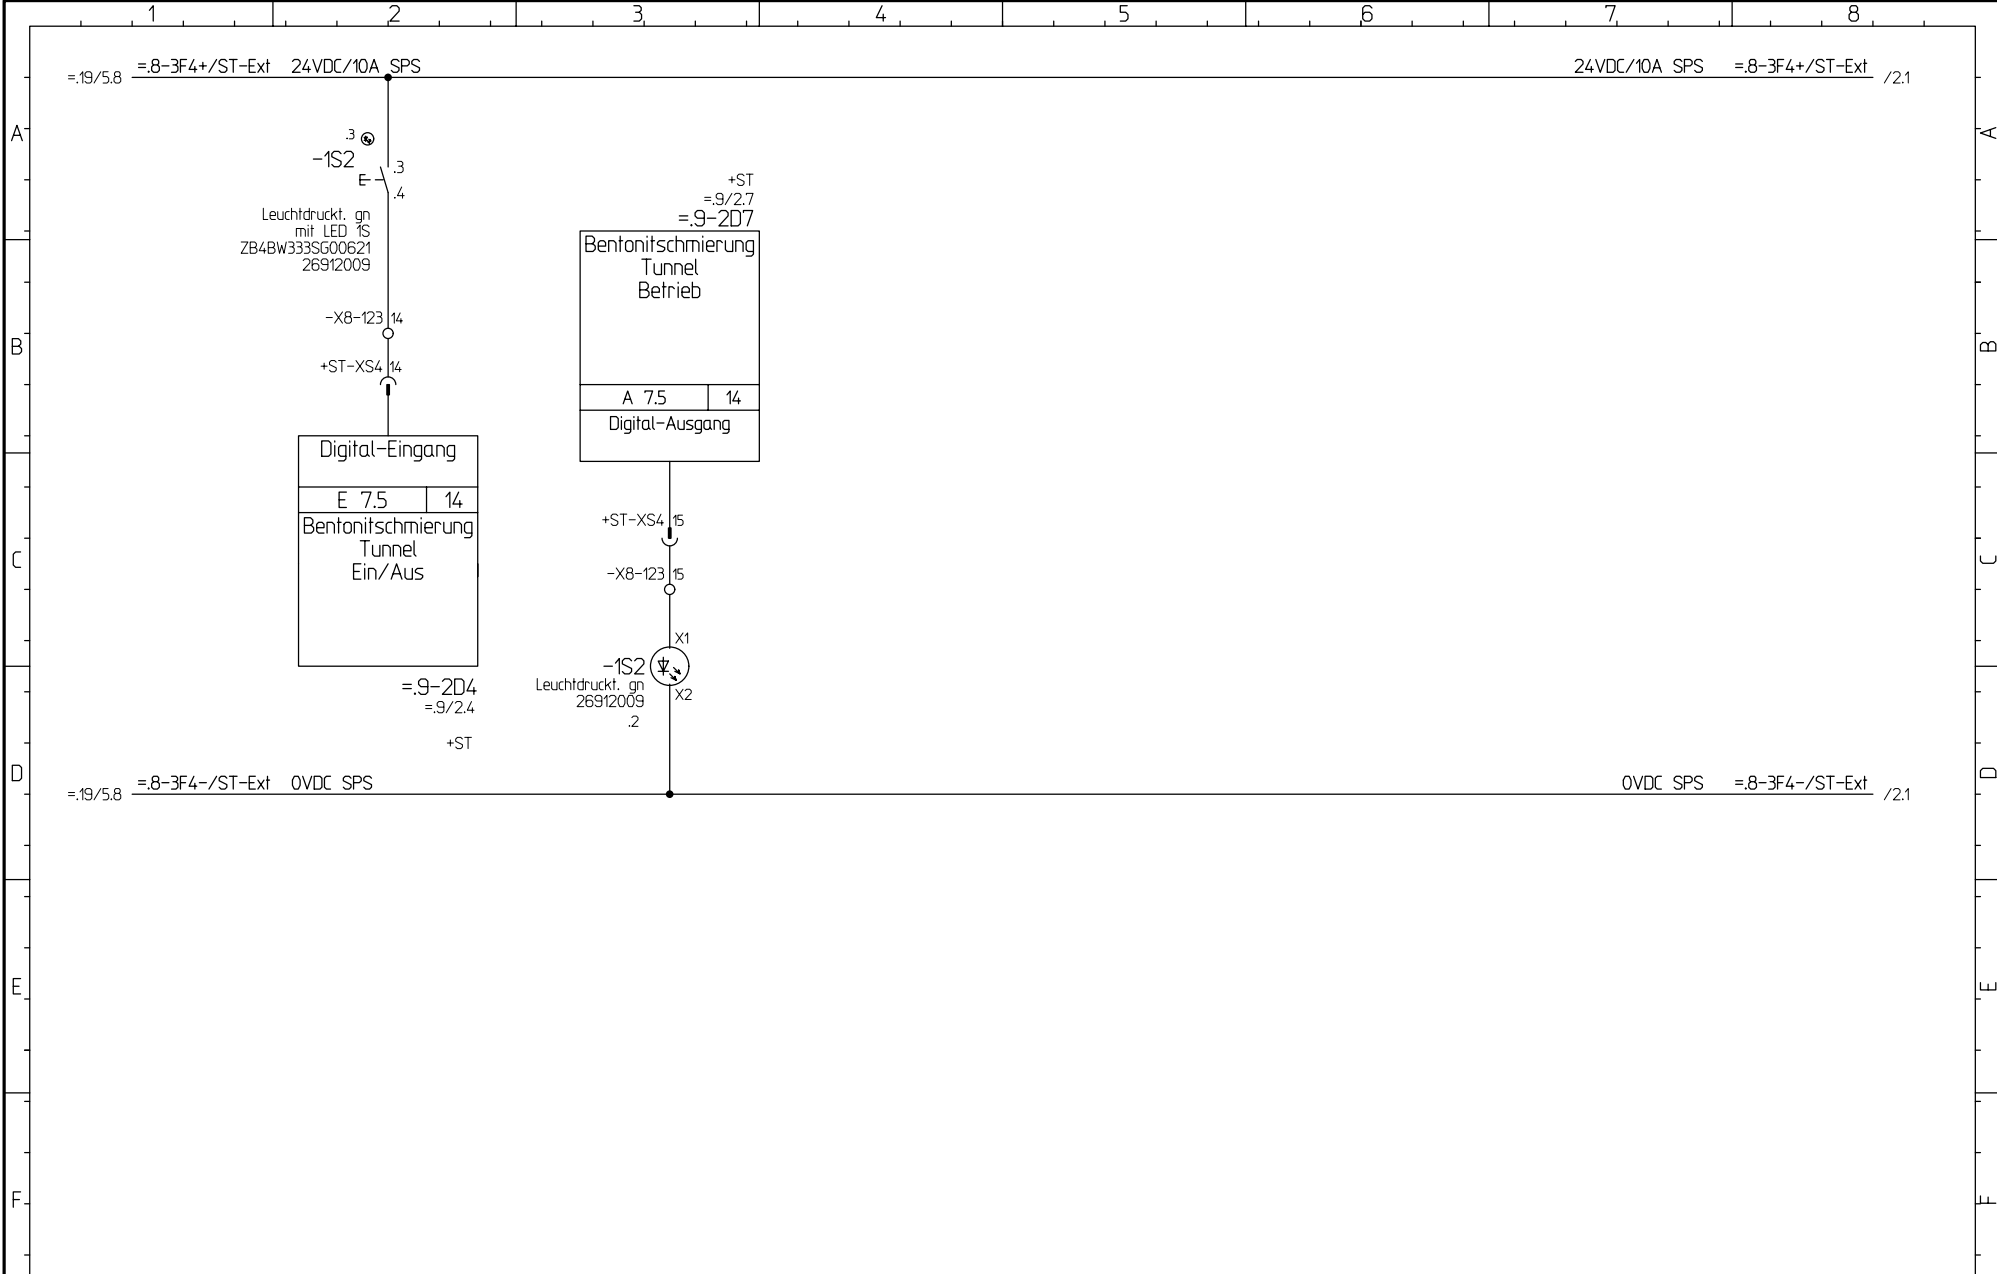 1 2 3 4 5 6 7 8
=.19/5.8 =.8-3F4+/ST-Ext 24VDC/10A SPS 24VDC/10A SPS =.8-3F4+/ST-Ext /2.1
A A
.3
-1S2
.3
E
.4
Leuchtdruckt. gn
mit LED 1S
ZB4BW333SG00621
26912009
-X8-123 14
+ST-XS4 14
Digital-Eingang
E 7.5 14
Bentonitschmierung
Tunnel
Ein/Aus
=.9-2D4
=.9/2.4
+ST
+ST
=.9/2.7
=.9-2D7
Bentonitschmierung
Tunnel
Betrieb
A 7.5 14
Digital-Ausgang
+ST-XS4 15
-X8-123 15
X1
-1S2
Leuchtdruckt. gn
26912009
X2
.2
B B
C C
D D
=.19/5.8 =.8-3F4-/ST-Ext 0VDC SPS 0VDC SPS =.8-3F4-/ST-Ext /2.1
E E
F F